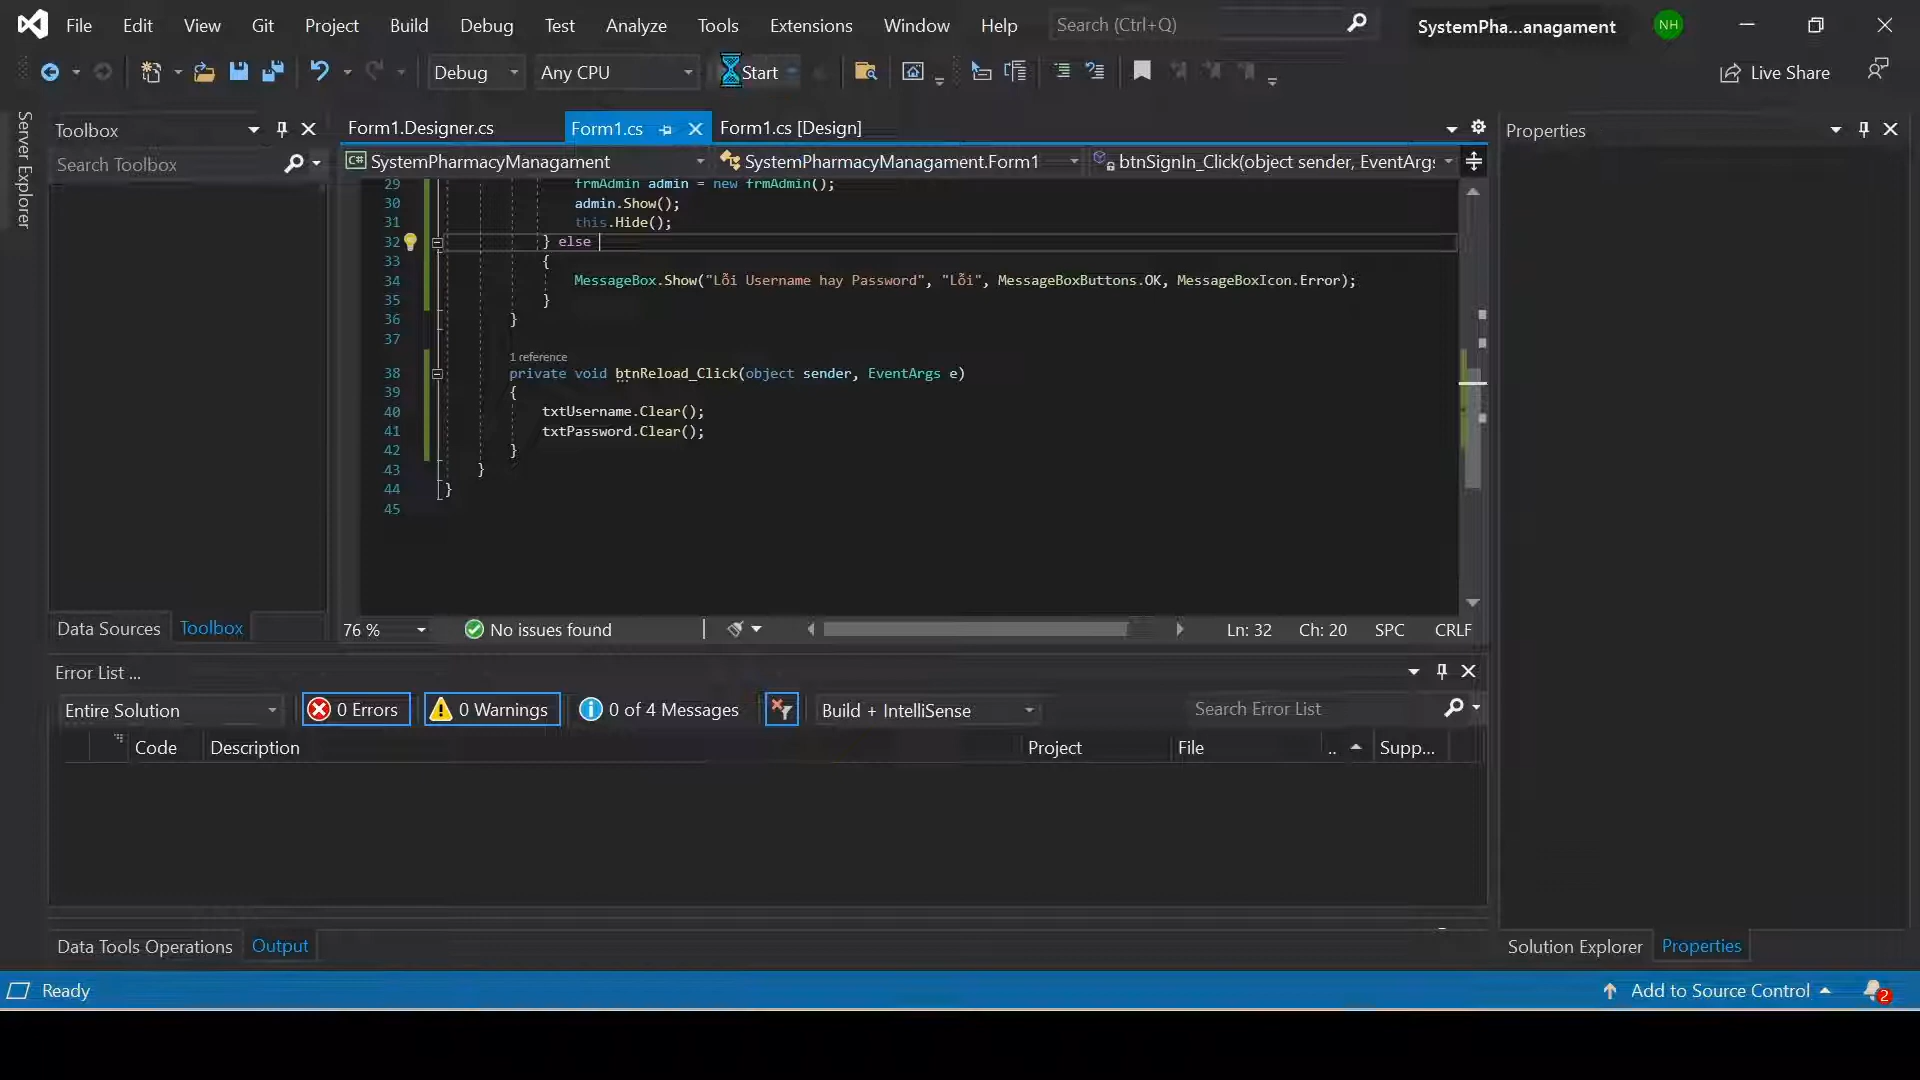 File Edit View Git Project Build Debug Test Analyze Tools Extensions Window Help Search (Ctrl+Q) SystemPha...anagament NH
Debug Any CPU Start Live Share
Server Explorer
Toolbox
Search Toolbox
Data Sources Toolbox
Form1.Designer.cs Form1.cs Form1.cs [Design]
SystemPharmacyManagament SystemPharmacyManagament.Form1 btnSignIn_Click(object sender, EventArgs
29 frmAdmin admin = new frmAdmin();
30 admin.Show();
31 this.Hide();
32 } else
33 {
34 MessageBox.Show("Lỗi Username hay Password", "Lỗi", MessageBoxButtons.OK, MessageBoxIcon.Error);
35 }
36 }
37
1 reference
38 private void btnReload_Click(object sender, EventArgs e)
39 {
40 txtUsername.Clear();
41 txtPassword.Clear();
42 }
43 }
44 }
45
76 % No issues found Ln: 32 Ch: 20 SPC CRLF
Properties
Error List ...
Entire Solution 0 Errors 0 Warnings 0 of 4 Messages Build + IntelliSense Search Error List
Code Description Project File .. Supp...
Data Tools Operations Output
Solution Explorer Properties
Ready Add to Source Control 2